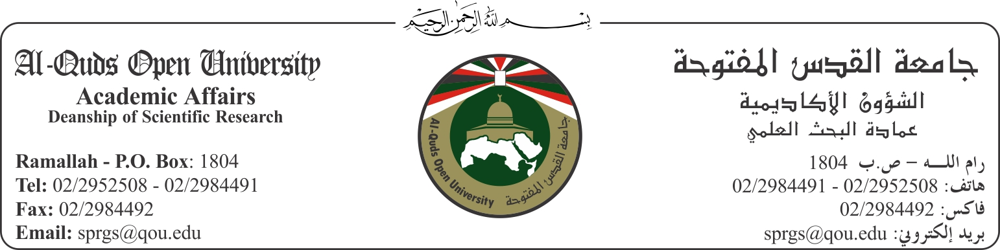 بسم الله الرحمن الرحيم
Al-Quds Open University
Academic Affairs
Deanship of Scientific Research
Ramallah - P.O. Box: 1804
Tel: 02/2952508 - 02/2984491
Fax: 02/2984492
Email: sprgs@qou.edu
Al-Quds Open University
جامعة القدس المفتوحة
جامعة القدس المفتوحة
الشؤون الأكاديمية
عمادة البحث العلمي
رام اللـــه – ص.ب 1804
هاتف: 02/2952508 - 02/2984491
فاكس: 02/2984492
بريد إلكتروني: sprgs@qou.edu